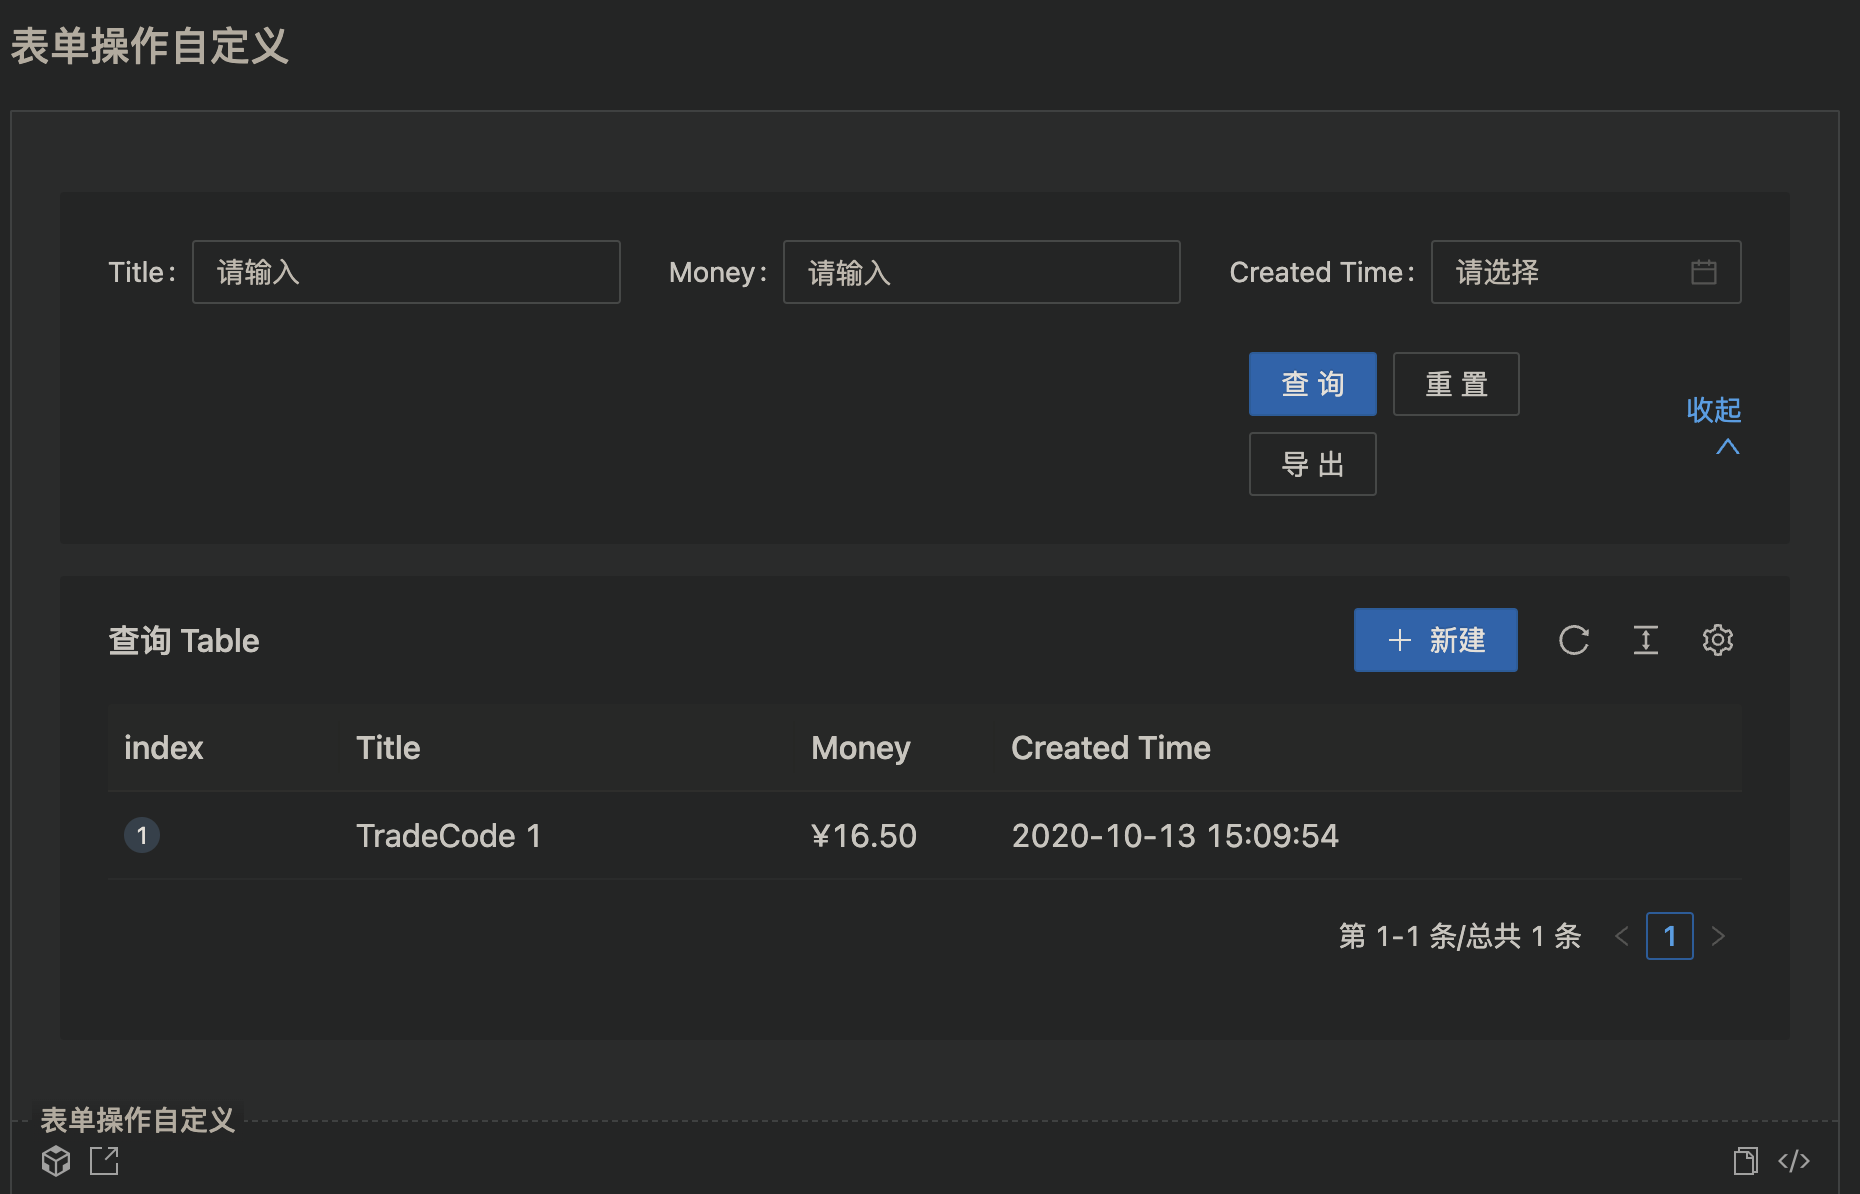 表单操作自定义
Title: 请输入 Money: 请输入 Created Time: 请选择
查 询 重 置
收起
导 出
查询 Table 新建
index Title Money Created Time
1 TradeCode 1 ¥16.50 2020-10-13 15:09:54
第 1-1 条/总共 1 条 < 1 >
表单操作自定义